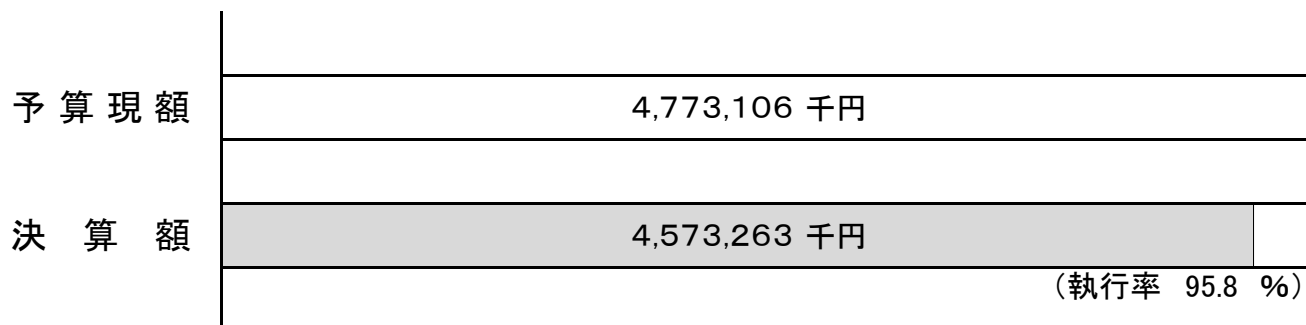 予算現額 4,773,106 千円
決算額 4,573,263 千円
(執行率 95.8 %)